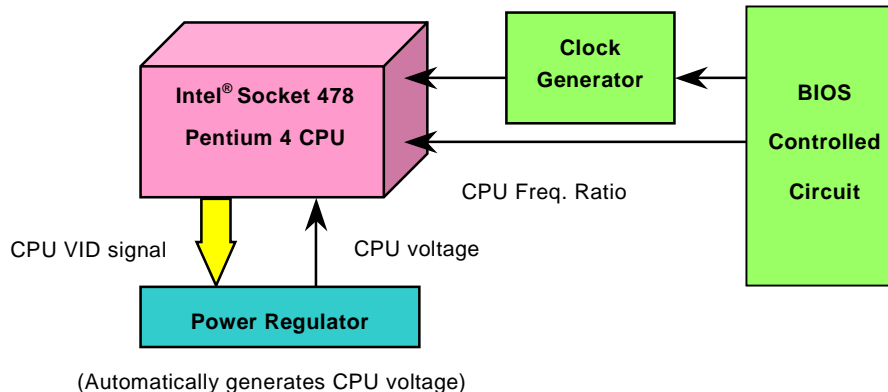 Clock
Generator
Intel® Socket 478
Pentium 4 CPU
BIOS
Controlled
Circuit
CPU Freq. Ratio
CPU VID signal
CPU voltage
Power Regulator
(Automatically generates CPU voltage)